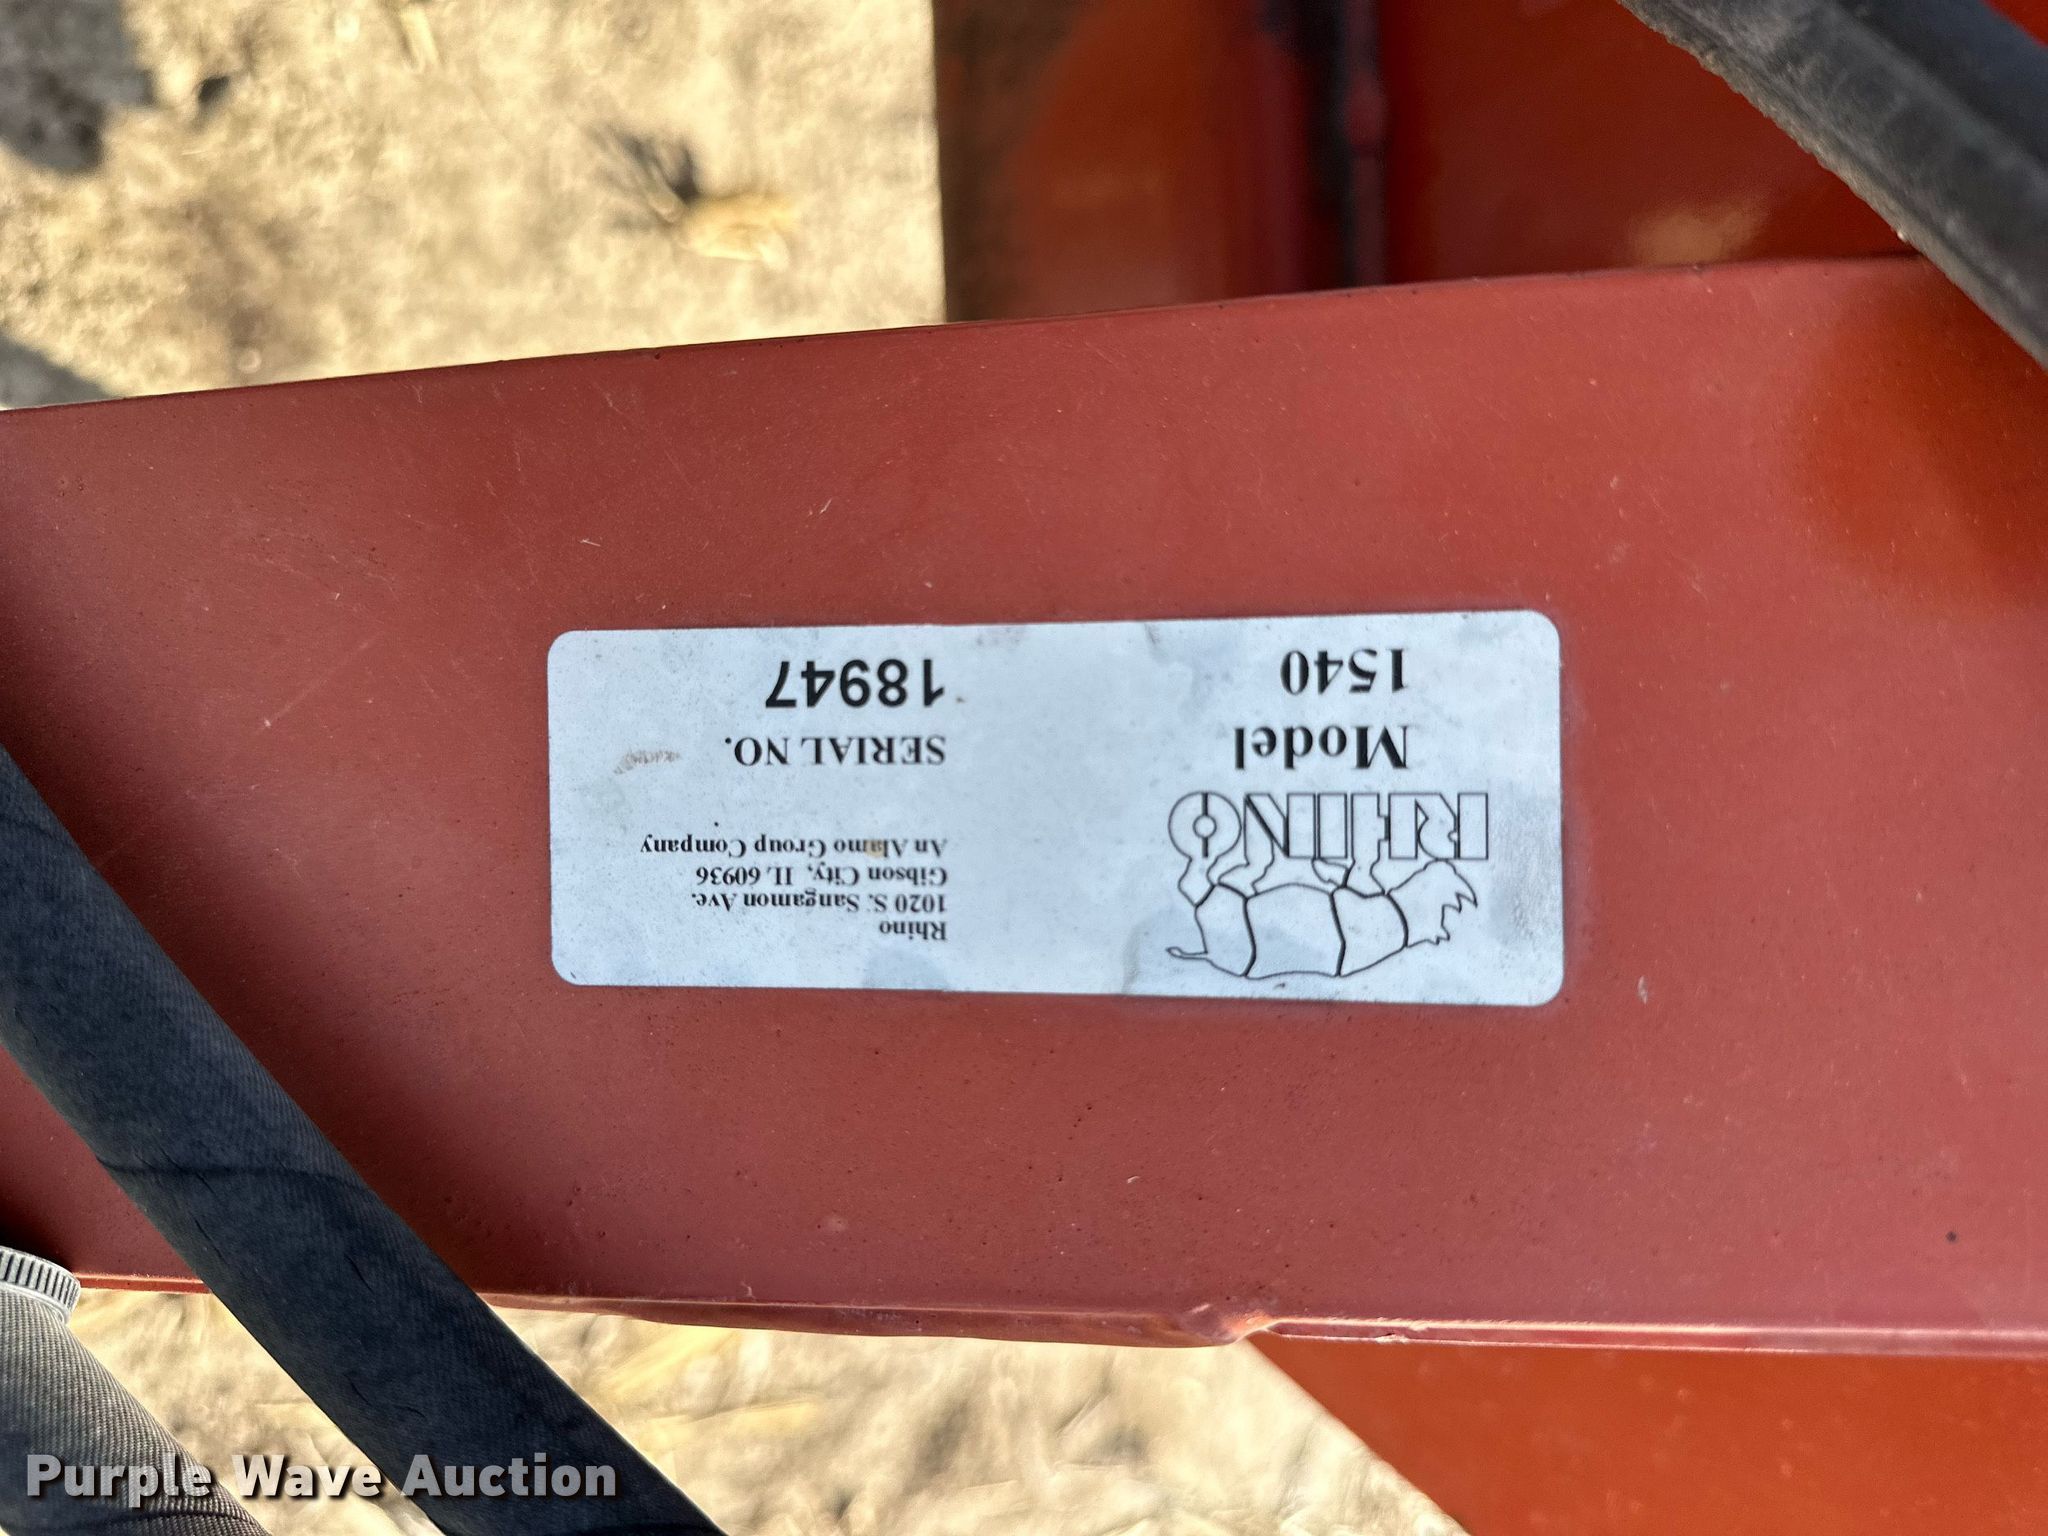 RHINO
Model
1540
Rhino
1020 S. Sangamon Ave.
Gibson City, IL 60936
An Alamo Group Company
SERIAL NO.
18947
Purple Wave Auction